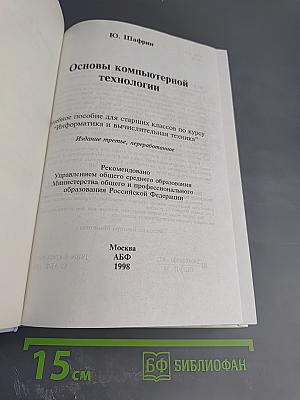 Ю. Шафрин
Основы компьютерной
технологии
пособие для старших классов по курсу
"Информатика и вычислительная техника"
Издание третье, переработанное
Рекомендовано
Управлением общего среднего образования
Министерства общего и профессионального
образования Российской Федерации
Москва
АБФ
1998
15 см
БФ БИБЛИОФАН